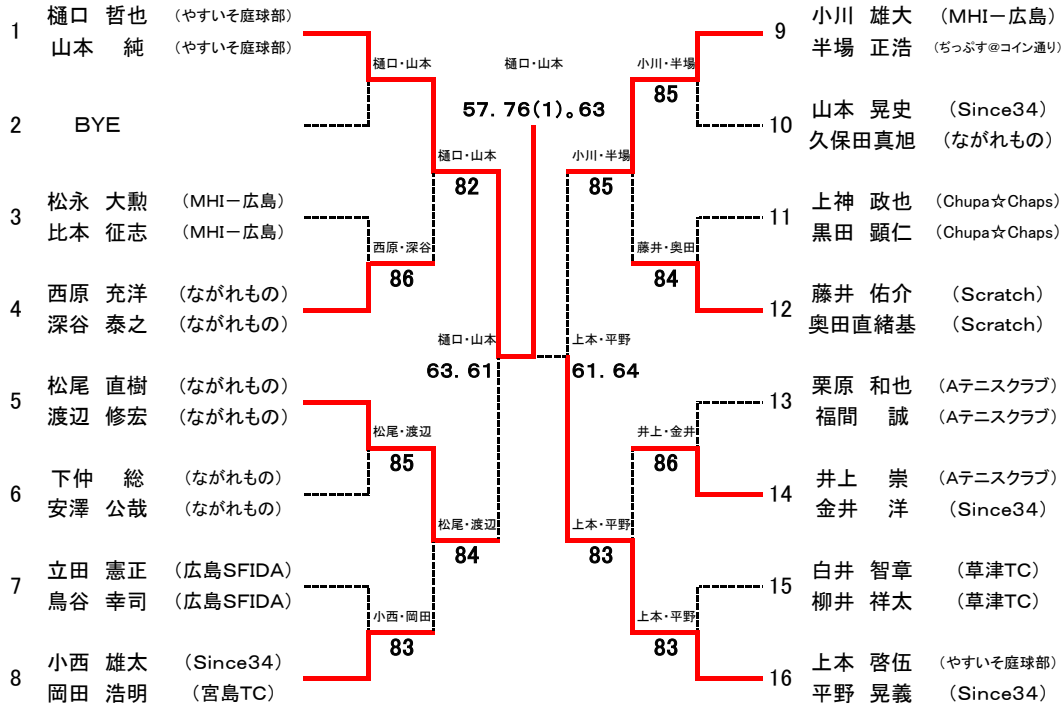 1 樋口 哲也 (やすいそ庭球部)
山本 純 (やすいそ庭球部)
2 BYE
3 松永 大勲 (MHI－広島)
比本 征志 (MHI－広島)
4 西原 充洋 (ながれもの)
深谷 泰之 (ながれもの)
5 松尾 直樹 (ながれもの)
渡辺 修宏 (ながれもの)
6 下仲 総 (ながれもの)
安澤 公哉 (ながれもの)
7 立田 憲正 (広島SFIDA)
鳥谷 幸司 (広島SFIDA)
8 小西 雄太 (Since34)
岡田 浩明 (宮島TC)
樋口・山本
西原・深谷
86
松尾・渡辺
85
小西・岡田
83
樋口・山本
82
松尾・渡辺
84
樋口・山本
63. 61
樋口・山本
57. 76(1)。63
上本・平野
61. 64
小川・半場
85
上本・平野
83
小川・半場
85
藤井・奥田
84
井上・金井
86
上本・平野
83
9 小川 雄大 (MHI－広島)
半場 正浩 (ぢっぷす@コイン通り)
10 山本 晃史 (Since34)
久保田真旭 (ながれもの)
11 上神 政也 (Chupa☆Chaps)
黒田 顕仁 (Chupa☆Chaps)
12 藤井 佑介 (Scratch)
奥田直緒基 (Scratch)
13 栗原 和也 (Aテニスクラブ)
福間 誠 (Aテニスクラブ)
14 井上 崇 (Aテニスクラブ)
金井 洋 (Since34)
15 白井 智章 (草津TC)
柳井 祥太 (草津TC)
16 上本 啓伍 (やすいそ庭球部)
平野 晃義 (Since34)